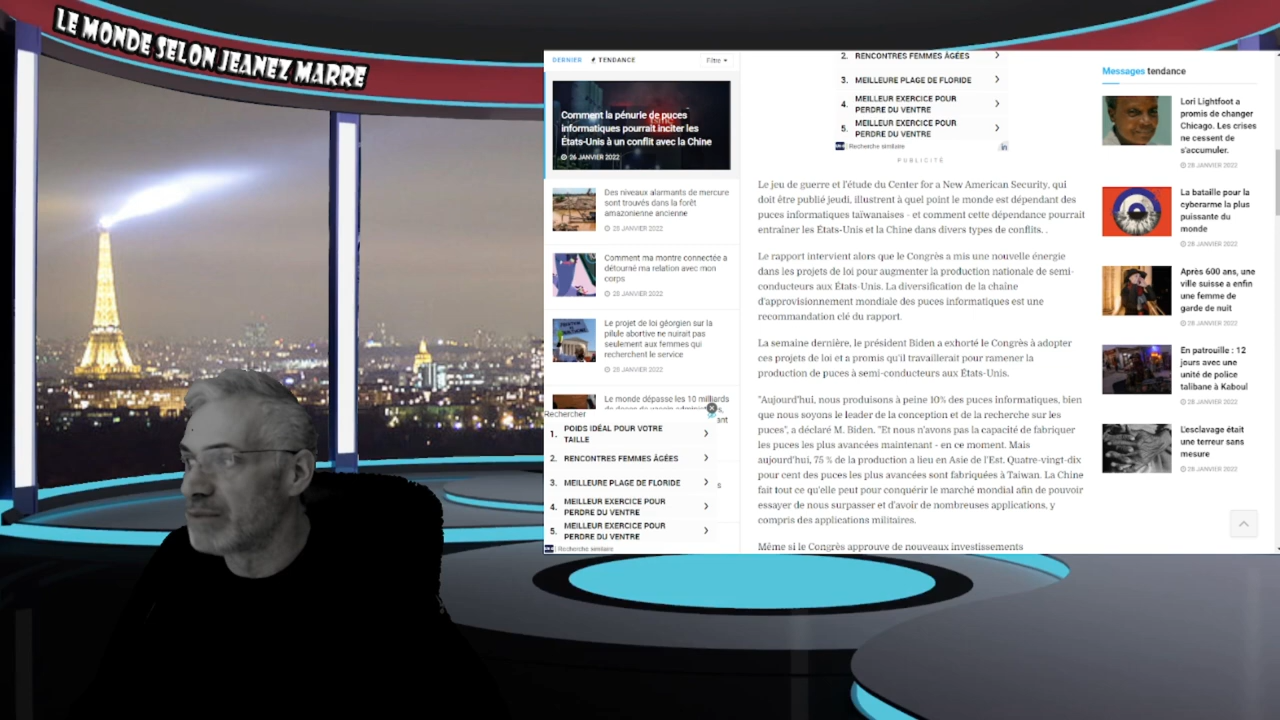 LE MONDE SELON JEANEZ MARRE
DERNIER
TENDANCE
Filtre
Comment la pénurie de puces
informatiques pourrait inciter les
États-Unis à un conflit avec la Chine
26 JANVIER 2022
Des niveaux alarmants de mercure
sont trouvés dans la forêt
amazonienne ancienne
28 JANVIER 2022
Comment ma montre connectée a
détourné ma relation avec mon
corps
28 JANVIER 2022
Le projet de loi géorgien sur la
pilule abortive ne nuirait pas
seulement aux femmes qui
recherchent le service
28 JANVIER 2022
Le monde dépasse les 10 milliards
Rechercher
1. POIDS IDÉAL POUR VOTRE
TAILLE
2. RENCONTRES FEMMES ÂGÉES
3. MEILLEURE PLAGE DE FLORIDE
4. MEILLEUR EXERCICE POUR
PERDRE DU VENTRE
5. MEILLEUR EXERCICE POUR
PERDRE DU VENTRE
| Recherche similaire
2. RENCONTRES FEMMES ÂGÉES
3. MEILLEURE PLAGE DE FLORIDE
4. MEILLEUR EXERCICE POUR
PERDRE DU VENTRE
5. MEILLEUR EXERCICE POUR
PERDRE DU VENTRE
| Recherche similaire
PUBLICITÉ
Le jeu de guerre et l'étude du Center for a New American Security, qui
doit être publié jeudi, illustrent à quel point le monde est dépendant des
puces informatiques taïwanaises - et comment cette dépendance pourrait
entraîner les États-Unis et la Chine dans divers types de conflits. .
Le rapport intervient alors que le Congrès a mis une nouvelle énergie
dans les projets de loi pour augmenter la production nationale de semi-
conducteurs aux États-Unis. La diversification de la chaîne
d'approvisionnement mondiale des puces informatiques est une
recommandation clé du rapport.
La semaine dernière, le président Biden a exhorté le Congrès à adopter
ces projets de loi et a promis qu'il travaillerait pour ramener la
production de puces à semi-conducteurs aux États-Unis.
"Aujourd'hui, nous produisons à peine 10% des puces informatiques, bien
que nous soyons le leader de la conception et de la recherche sur les
puces", a déclaré M. Biden. "Et nous n'avons pas la capacité de fabriquer
les puces les plus avancées maintenant - en ce moment. Mais
aujourd'hui, 75 % de la production a lieu en Asie de l'Est. Quatre-vingt-dix
pour cent des puces les plus avancées sont fabriquées à Taiwan. La Chine
fait tout ce qu'elle peut pour conquérir le marché mondial afin de pouvoir
essayer de nous surpasser et d'avoir de nombreuses applications, y
compris des applications militaires.
Même si le Congrès approuve de nouveaux investissements
Messages tendance
Lori Lightfoot a
promis de changer
Chicago. Les crises
ne cessent de
s'accumuler.
28 JANVIER 2022
La bataille pour la
cyberarme la plus
puissante du
monde
28 JANVIER 2022
Après 600 ans, une
ville suisse a enfin
une femme de
garde de nuit
28 JANVIER 2022
En patrouille : 12
jours avec une
unité de police
talibane à Kaboul
28 JANVIER 2022
L'esclavage était
une terreur sans
mesure
28 JANVIER 2022